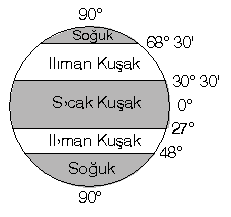 90°
Soğuk
68° 30'
Ilıman Kuşak
30° 30'
Sıcak Kuşak
0°
27°
Ilıman Kuşak
48°
Soğuk
90°